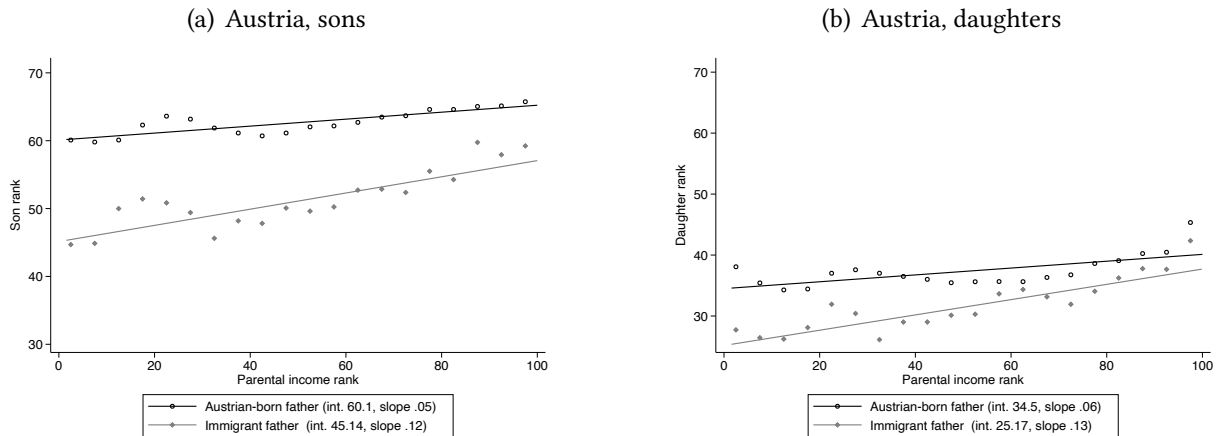 (a) Austria, sons
(b) Austria, daughters
70
60
50
40
30
Son rank
0 20 40 60 80 100
Parental income rank
Austrian-born father (int. 60.1, slope .05)
Immigrant father (int. 45.14, slope .12)
70
60
50
40
30
Daughter rank
0 20 40 60 80 100
Parental income rank
Austrian-born father (int. 34.5, slope .06)
Immigrant father (int. 25.17, slope .13)